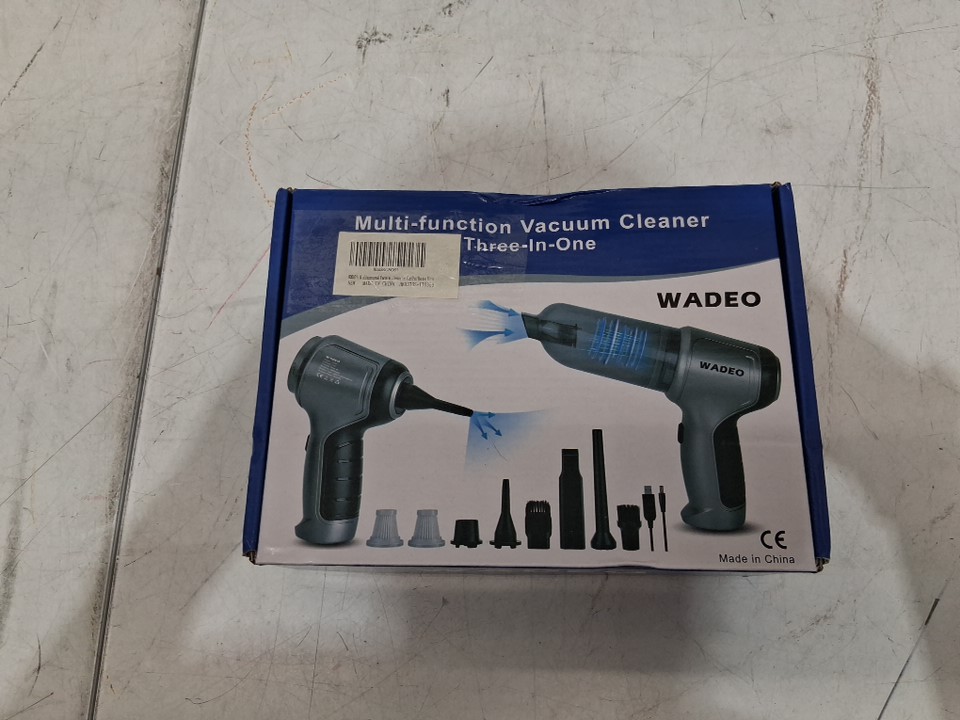 Multi-function Vacuum Cleaner
Three-In-One
WADEO
WADEO
CE
Made in China